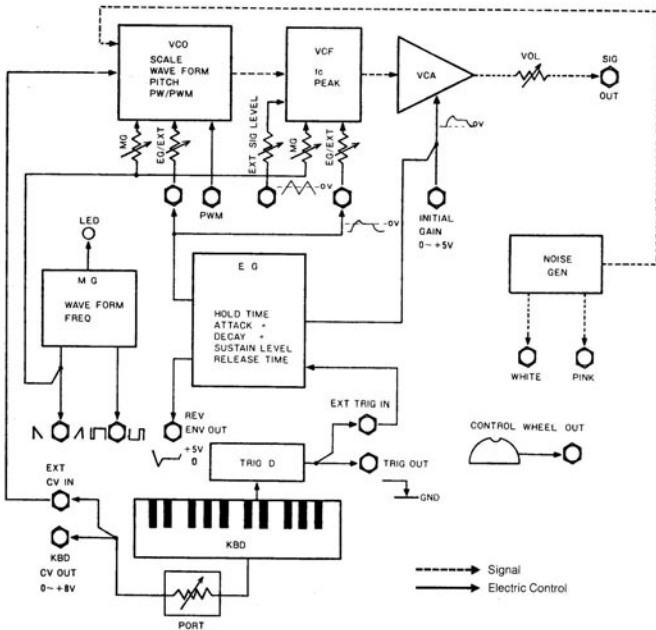 VCO
SCALE
WAVE FORM
PITCH
PW/PWM
VCF
fc
PEAK
VCA
VOL
SIG
OUT
MG
EG/EXT
EXT SIG LEVEL
MG
EG/EXT
0V
PWM
0V
0V
INITIAL
GAIN
0~+5V
LED
MG
WAVE FORM
FREQ
EG
HOLD TIME
ATTACK "
DECAY "
SUSTAIN LEVEL
RELEASE TIME
NOISE
GEN
WHITE
PINK
REV
ENV OUT
+5V
0
EXT TRIG IN
TRIG D
TRIG OUT
GND
CONTROL WHEEL OUT
EXT
CV IN
KBD
CV OUT
0~+8V
KBD
PORT
Signal
Electric Control